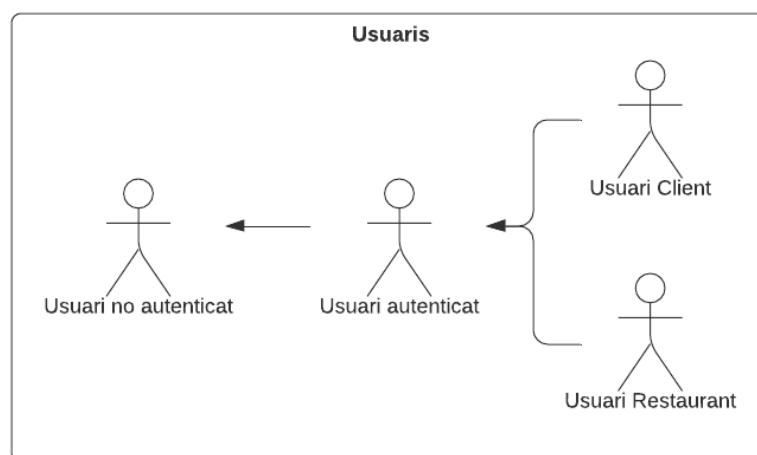 Usuaris
Usuari Client
Usuari no autenticat
Usuari autenticat
Usuari Restaurant